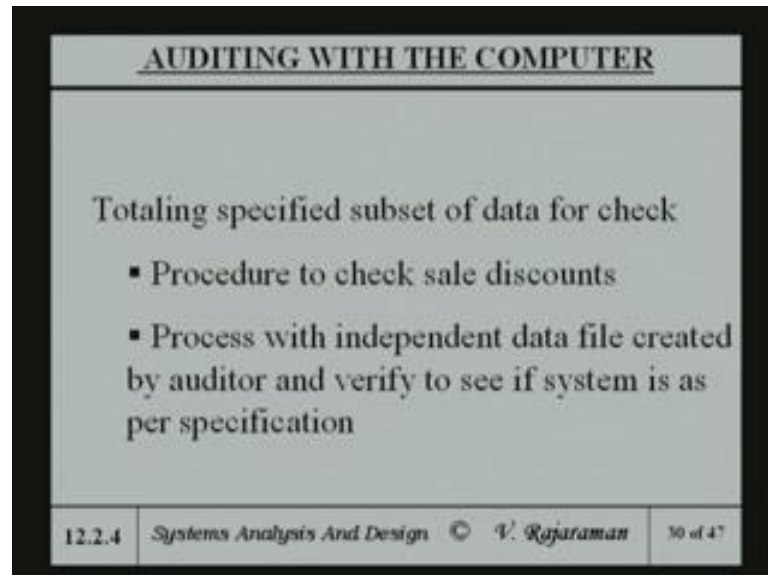 AUDITING WITH THE COMPUTER
Totaling specified subset of data for check
▪ Procedure to check sale discounts
▪ Process with independent data file created
by auditor and verify to see if system is as
per specification
12.2.4 Systems Analysis And Design © V. Rajaraman 30 of 47